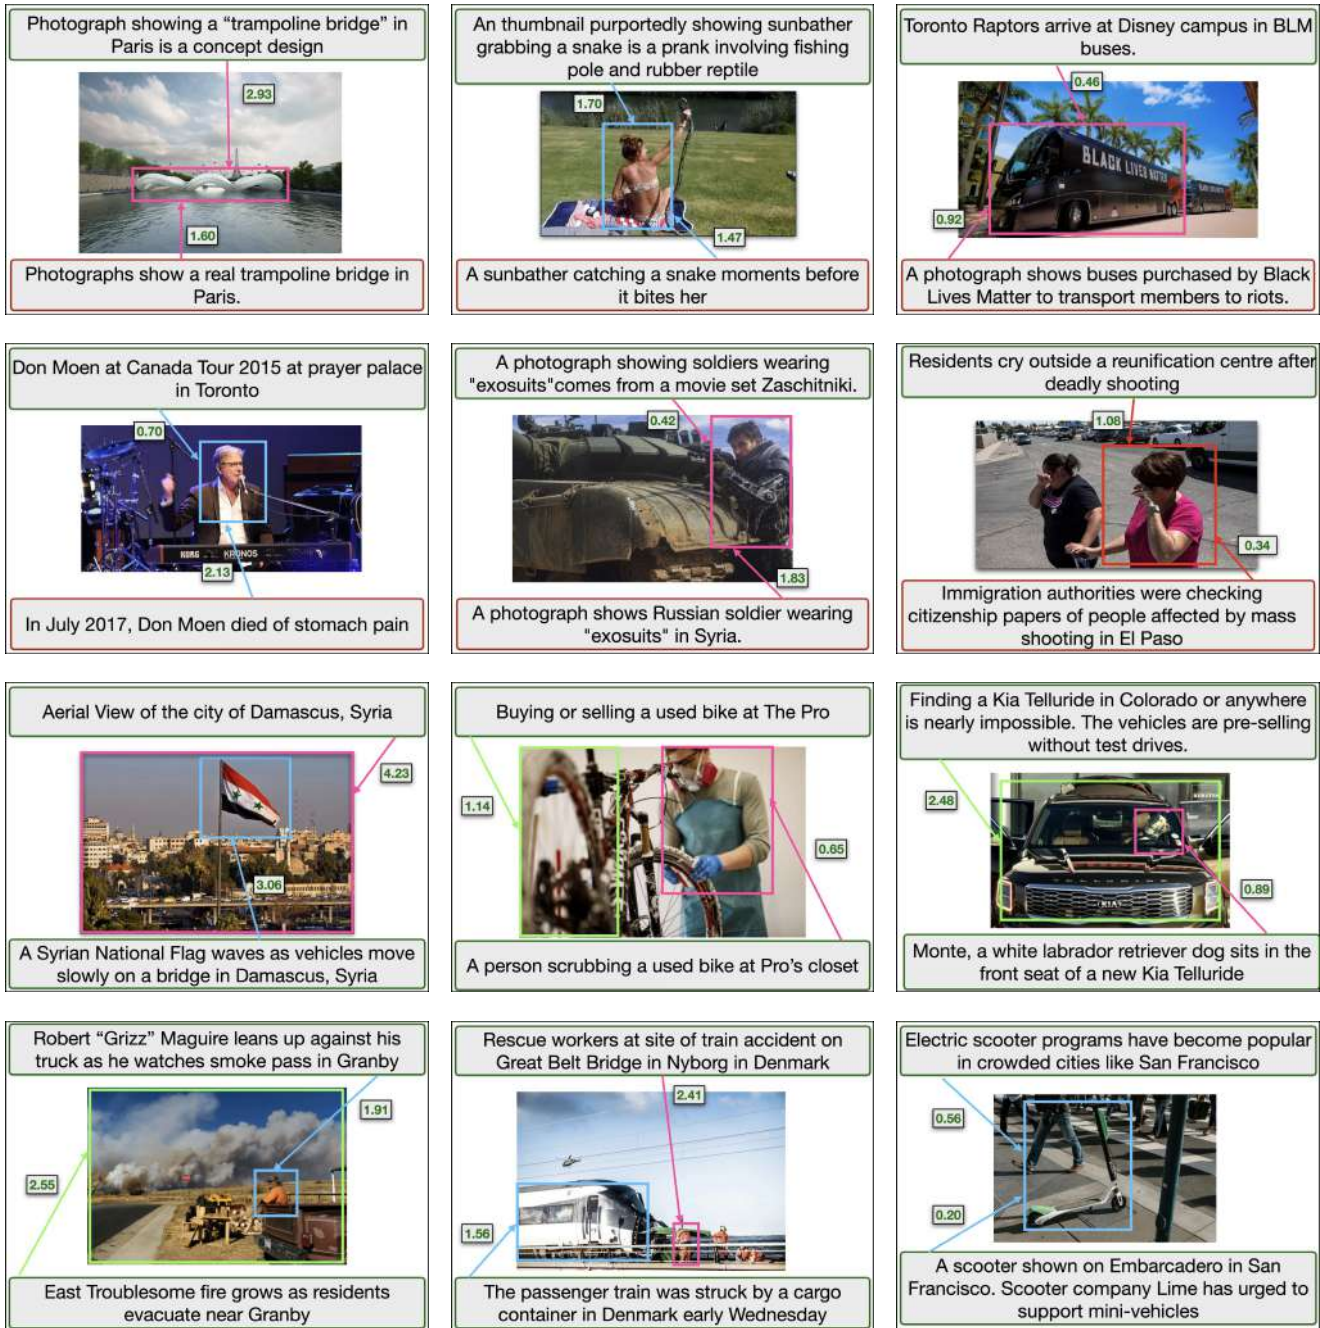 Photograph showing a “trampoline bridge” in
Paris is a concept design
2.93
1.60
Photographs show a real trampoline bridge in
Paris.
An thumbnail purportedly showing sunbather
grabbing a snake is a prank involving fishing
pole and rubber reptile
1.70
1.47
A sunbather catching a snake moments before
it bites her
Toronto Raptors arrive at Disney campus in BLM
buses.
0.46
BLACK LIVES MATTER
0.92
A photograph shows buses purchased by Black
Lives Matter to transport members to riots.
Don Moen at Canada Tour 2015 at prayer palace
in Toronto
0.70
KORG KRONOS
2.13
In July 2017, Don Moen died of stomach pain
A photograph showing soldiers wearing
"exosuits"comes from a movie set Zaschitniki.
0.42
1.83
A photograph shows Russian soldier wearing
"exosuits" in Syria.
Residents cry outside a reunification centre after
deadly shooting
1.08
0.34
Immigration authorities were checking
citizenship papers of people affected by mass
shooting in El Paso
Aerial View of the city of Damascus, Syria
4.23
3.06
A Syrian National Flag waves as vehicles move
slowly on a bridge in Damascus, Syria
Buying or selling a used bike at The Pro
1.14
0.65
A person scrubbing a used bike at Pro's closet
Finding a Kia Telluride in Colorado or anywhere
is nearly impossible. The vehicles are pre-selling
without test drives.
2.48
TELLURIDE
KIA
0.89
Monte, a white labrador retriever dog sits in the
front seat of a new Kia Telluride
Robert “Grizz” Maguire leans up against his
truck as he watches smoke pass in Granby
1.91
2.55
East Troublesome fire grows as residents
evacuate near Granby
Rescue workers at site of train accident on
Great Belt Bridge in Nyborg in Denmark
2.41
1.56
The passenger train was struck by a cargo
container in Denmark early Wednesday
Electric scooter programs have become popular
in crowded cities like San Francisco
0.56
0.20
A scooter shown on Embarcadero in San
Francisco. Scooter company Lime has urged to
support mini-vehicles